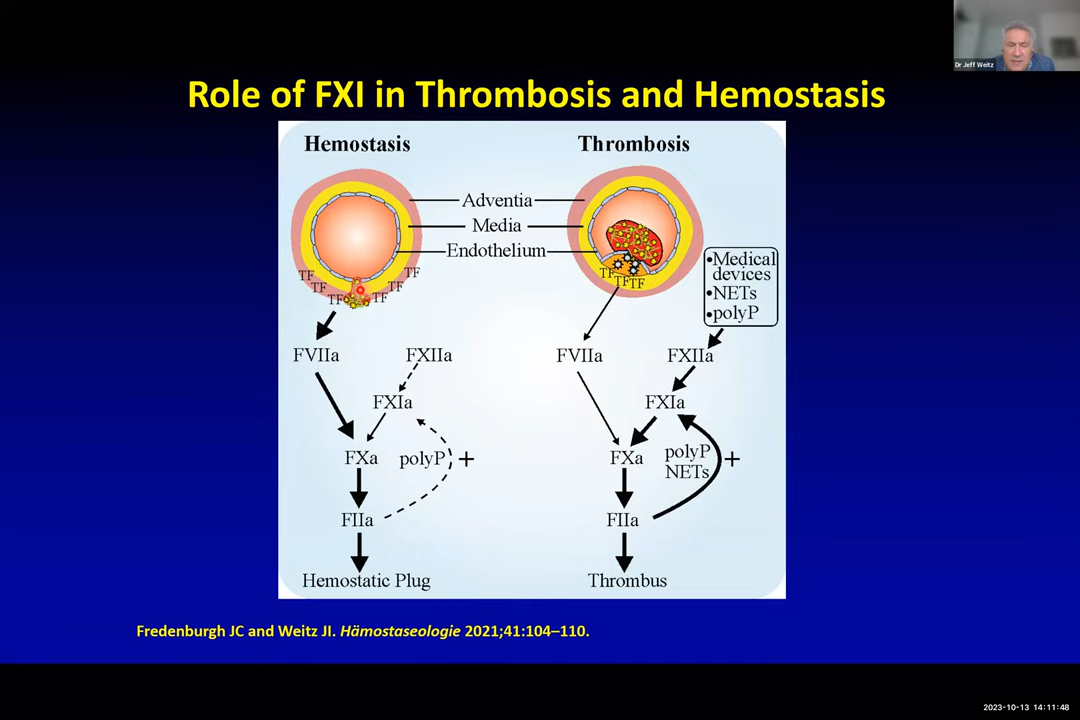 Dr Jeff Weitz
Role of FXI in Thrombosis and Hemostasis
Hemostasis
Thrombosis
Adventia
Media
Endothelium
TF
TF
TF
TF
TF
TF
TF
TF
TF
•Medical
devices
•NETs
•polyP
FVIIa
FXIIa
FXIa
FXa
polyP
+
FIIa
Hemostatic Plug
FVIIa
FXIIa
FXIa
FXa
polyP
NETs
+
FIIa
Thrombus
Fredenburgh JC and Weitz JI. Hämostaseologie 2021;41:104–110.
2023-10-13 14:11:48